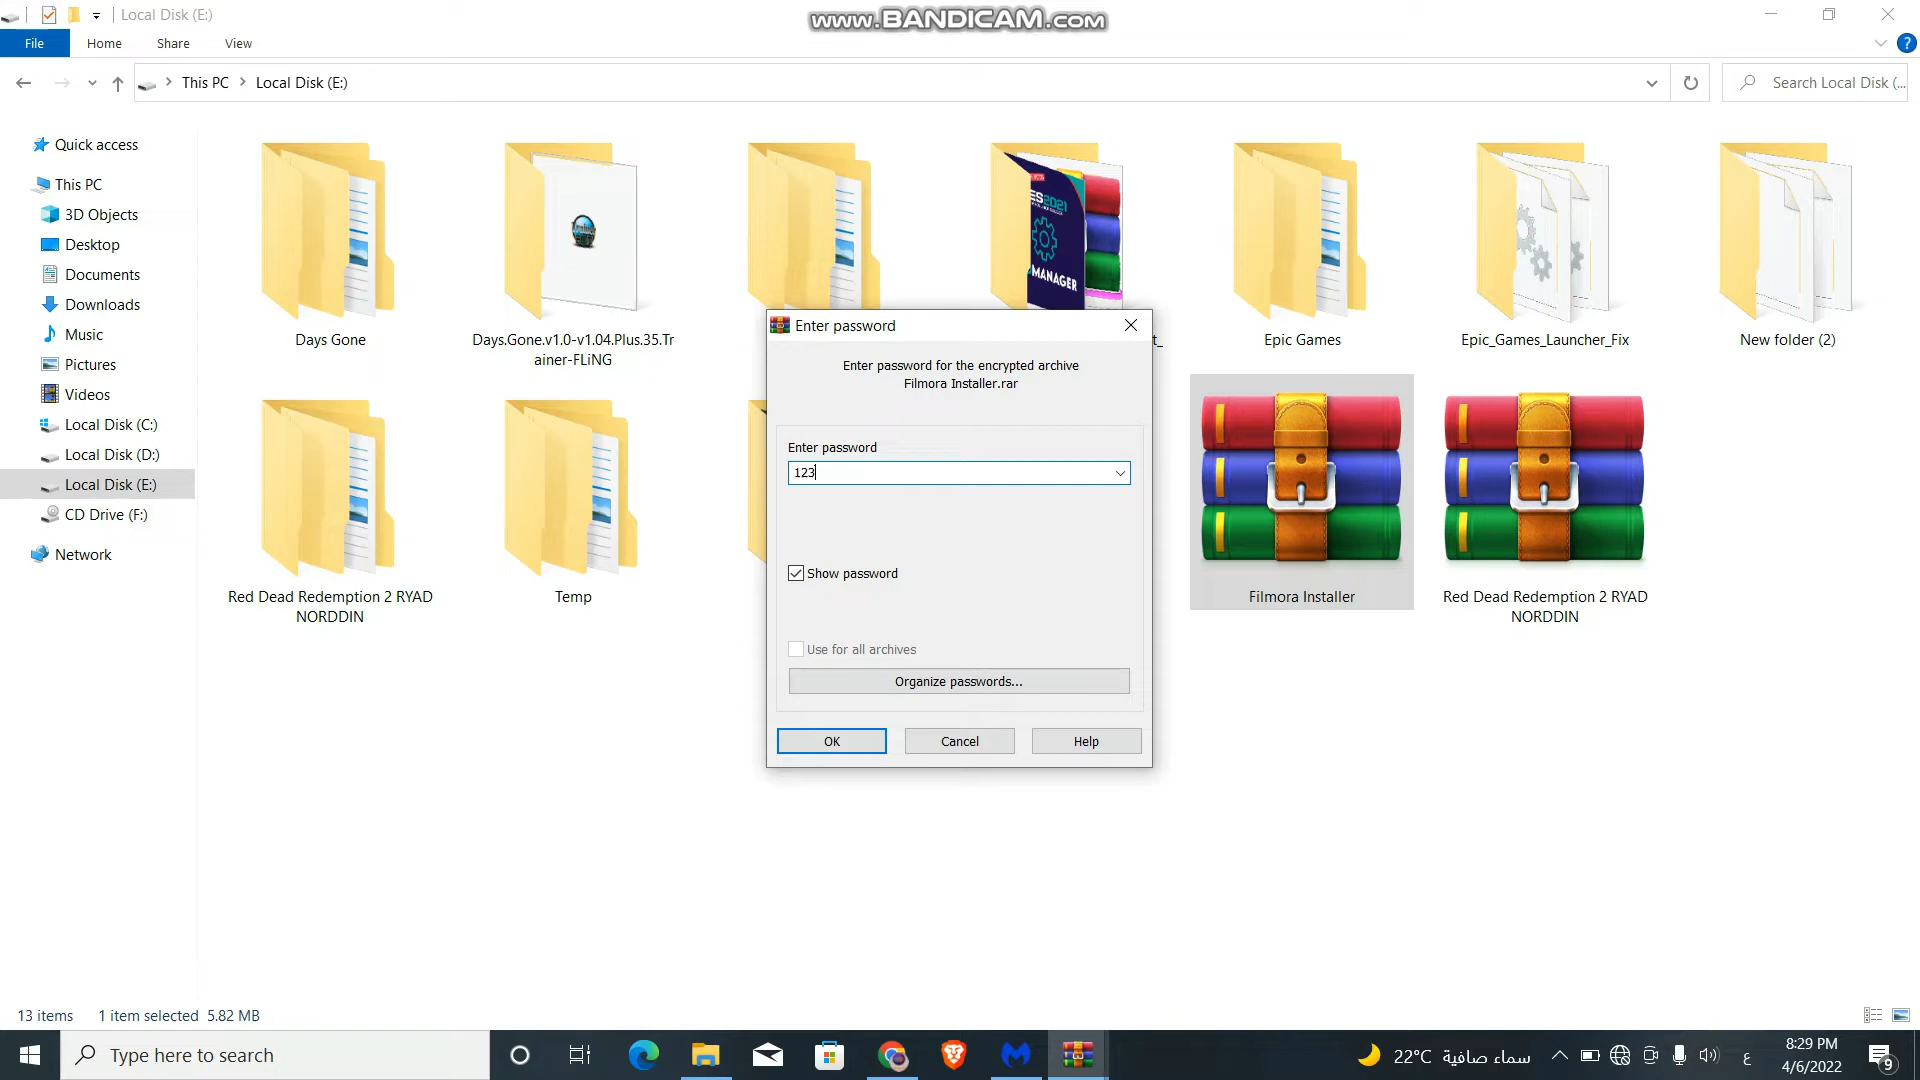 Local Disk (E:)
www.BANDICAM.com
File
Home
Share
View
This PC
Local Disk (E:)
Search Local Disk (...
Quick access
This PC
3D Objects
Desktop
Documents
Downloads
Music
Pictures
Videos
Local Disk (C:)
Local Disk (D:)
Local Disk (E:)
CD Drive (F:)
Network
ES2021
MANAGER
Days Gone
Days.Gone.v1.0-v1.04.Plus.35.Tr
ainer-FLiNG
t_
Epic Games
Epic_Games_Launcher_Fix
New folder (2)
Red Dead Redemption 2 RYAD
NORDDIN
Temp
Filmora Installer
Red Dead Redemption 2 RYAD
NORDDIN
Enter password
Enter password for the encrypted archive
Filmora Installer.rar
Enter password
123
Show password
Use for all archives
Organize passwords...
OK
Cancel
Help
13 items
1 item selected 5.82 MB
Type here to search
22°C سماء صافية
ع
8:29 PM
4/6/2022
9